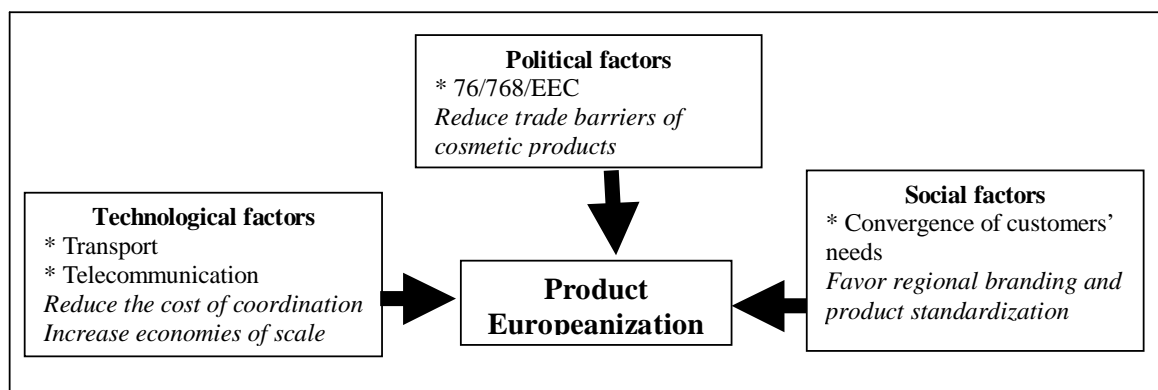 Political factors
* 76/768/EEC
Reduce trade barriers of
cosmetic products
Technological factors
* Transport
* Telecommunication
Reduce the cost of coordination
Increase economies of scale
Product
Europeanization
Social factors
* Convergence of customers’
needs
Favor regional branding and
product standardization